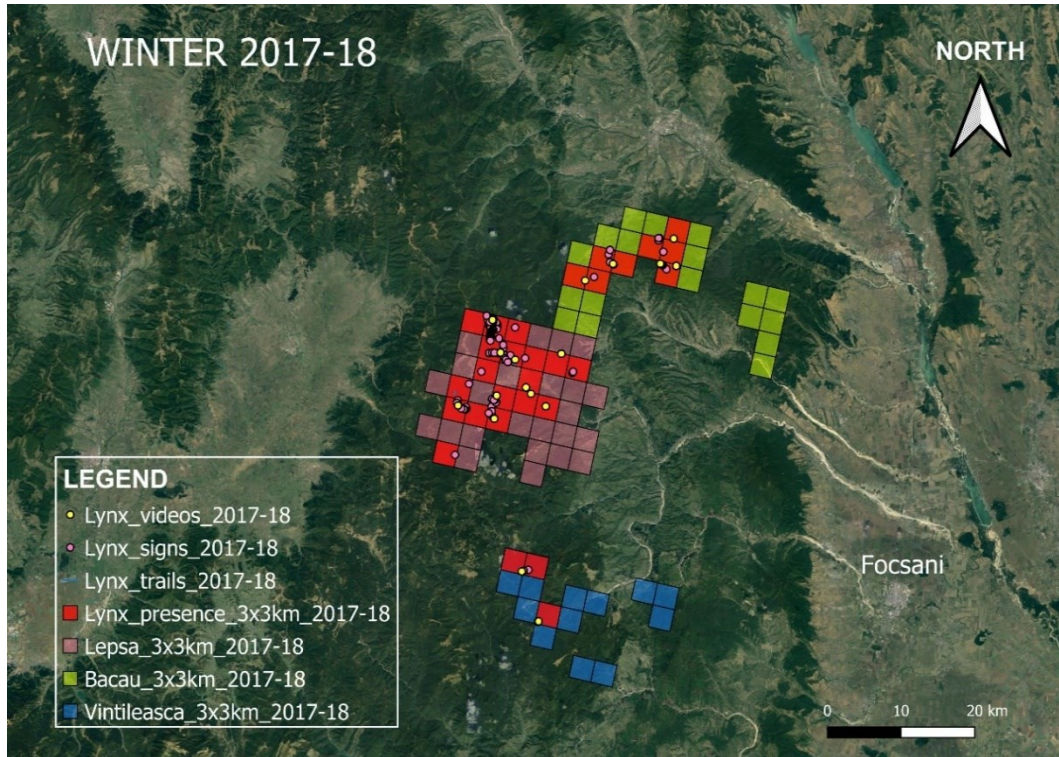 WINTER 2017-18
NORTH
LEGEND
Lynx_videos_2017-18
Lynx_signs_2017-18
Lynx_trails_2017-18
Lynx_presence_3x3km_2017-18
Lepsa_3x3km_2017-18
Bacau_3x3km_2017-18
Vintileasca_3x3km_2017-18
Focsani
0 10 20 km